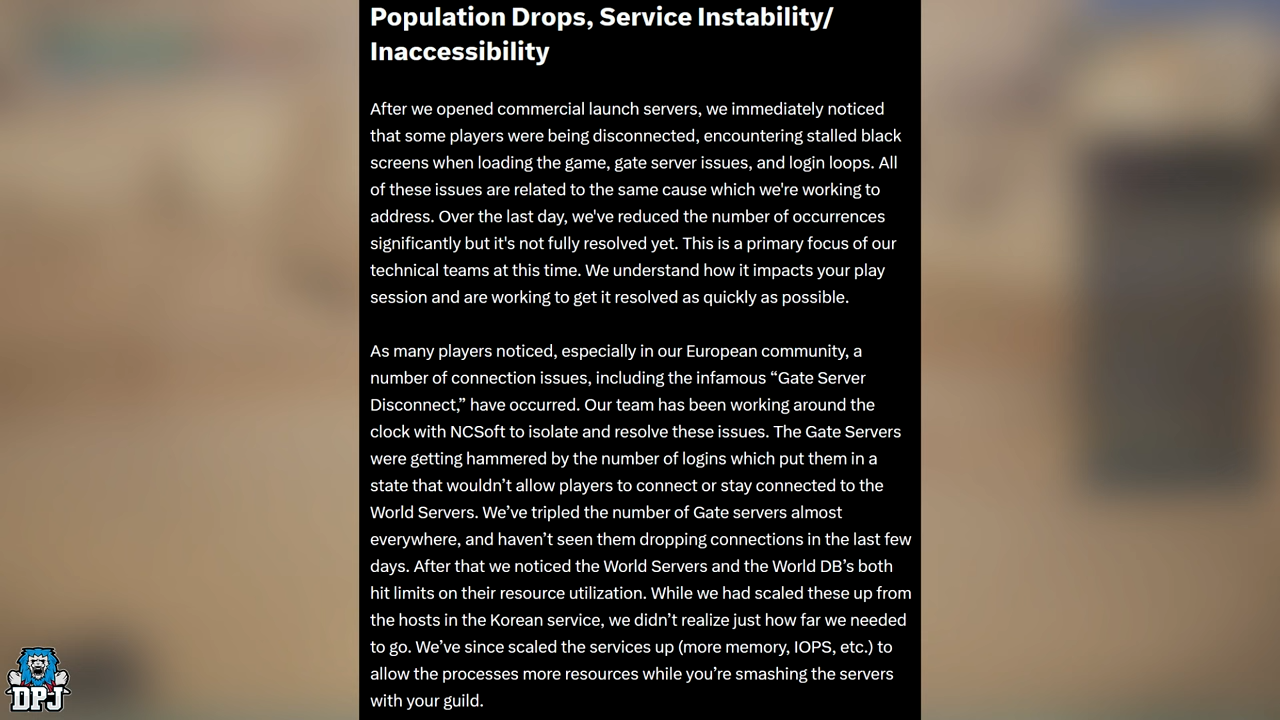 Population Drops, Service Instability/
Inaccessibility
After we opened commercial launch servers, we immediately noticed
that some players were being disconnected, encountering stalled black
screens when loading the game, gate server issues, and login loops. All
of these issues are related to the same cause which we're working to
address. Over the last day, we've reduced the number of occurrences
significantly but it's not fully resolved yet. This is a primary focus of our
technical teams at this time. We understand how it impacts your play
session and are working to get it resolved as quickly as possible.
As many players noticed, especially in our European community, a
number of connection issues, including the infamous “Gate Server
Disconnect,” have occurred. Our team has been working around the
clock with NCSoft to isolate and resolve these issues. The Gate Servers
were getting hammered by the number of logins which put them in a
state that wouldn’t allow players to connect or stay connected to the
World Servers. We’ve tripled the number of Gate servers almost
everywhere, and haven’t seen them dropping connections in the last few
days. After that we noticed the World Servers and the World DB’s both
hit limits on their resource utilization. While we had scaled these up from
the hosts in the Korean service, we didn’t realize just how far we needed
to go. We’ve since scaled the services up (more memory, IOPS, etc.) to
allow the processes more resources while you’re smashing the servers
with your guild.
DPJ